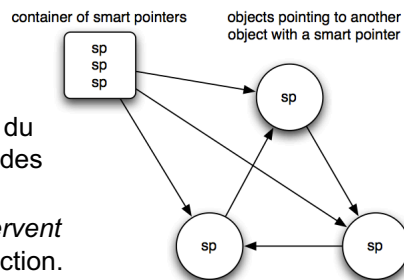 container of smart pointers
objects pointing to another
object with a smart pointer
sp
sp
sp
sp
du
des
ervent
ction.
sp
sp